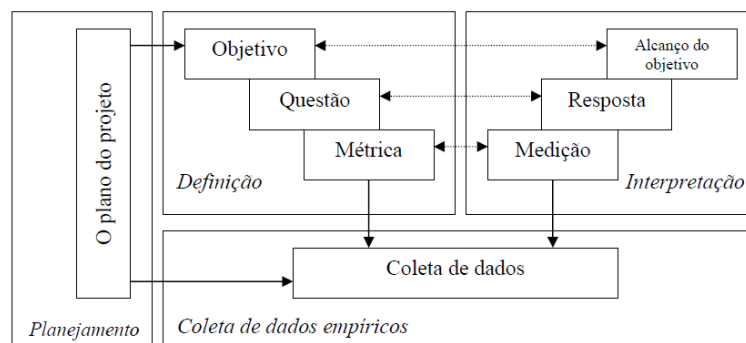 O plano do projeto
Planejamento
Objetivo
Questão
Métrica
Definição
Alcanço do
objetivo
Resposta
Medição
Interpretação
Coleta de dados
Coleta de dados empíricos